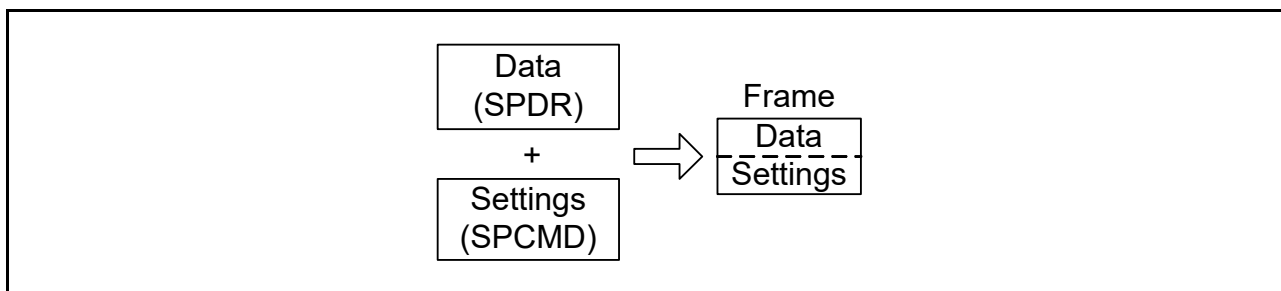 Data
(SPDR)
+
Settings
(SPCMD)
Frame
Data
Settings